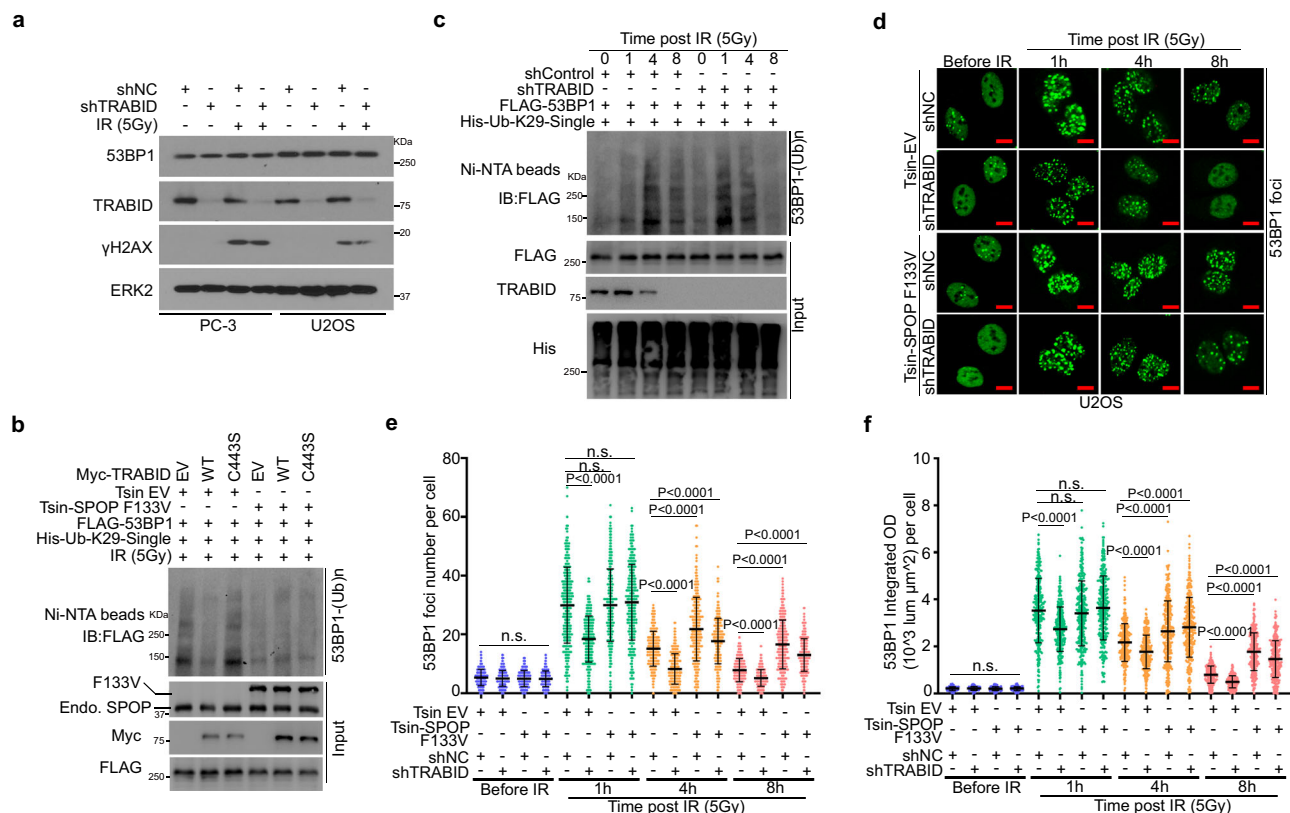 a
shNC + - + - + - + -
shTRABID - + - + - + - +
IR (5Gy) - - + + - - + +
KDa
53BP1
250
TRABID
75
20
γH2AX
ERK2
37
PC-3 U2OS
b
Myc-TRABID EV WT C443S EV WT C443S
Tsin EV + + + - - -
Tsin-SPOP F133V - - - + + +
FLAG-53BP1 + + + + + +
His-Ub-K29-Single + + + + + +
IR (5Gy) + + + + + +
Ni-NTA beads KDa
250
IB:FLAG
150
53BP1-(Ub)n
F133V
Endo. SPOP
37
Myc
75
FLAG
250
Input
c
Time post IR (5Gy)
0 1 4 8 0 1 4 8
shControl + + + + - - - -
shTRABID - - - - + + + +
FLAG-53BP1 + + + + + + + +
His-Ub-K29-Single + + + + + + + +
Ni-NTA beads KDa
250
IB:FLAG
150
53BP1-(Ub)n
FLAG
250
TRABID
75
His
250
Input
d
Time post IR (5Gy)
Before IR 1h 4h 8h
Tsin-EV
shNC
shTRABID
Tsin-SPOP F133V
shNC
shTRABID
53BP1 foci
U2OS
e
53BP1 foci number per cell
80
60
40
20
0
n.s.
n.s.
n.s.
P<0.0001
P<0.0001
P<0.0001
P<0.0001
P<0.0001
P<0.0001
P<0.0001
Tsin EV + + - - + + - - + + - - + + - -
Tsin-SPOP
F133V - - + + - - + + - - + + - - + +
shNC + - + - + - + - + - + - + - + -
shTRABID - + - + - + - + - + - + - + - +
Before IR 1h 4h 8h
Time post IR (5Gy)
f
53BP1 Integrated OD
(10^3 lum μm^2) per cell
10
8
6
4
2
0
n.s.
n.s.
n.s.
P<0.0001
P<0.0001
P<0.0001
P<0.0001
P<0.0001
P<0.0001
P<0.0001
Tsin EV + + - - + + - - + + - - + + - -
Tsin-SPOP
F133V - - + + - - + + - - + + - - + +
shNC + - + - + - + - + - + - + - + -
shTRABID - + - + - + - + - + - + - + - +
Before IR 1h 4h 8h
Time post IR (5Gy)